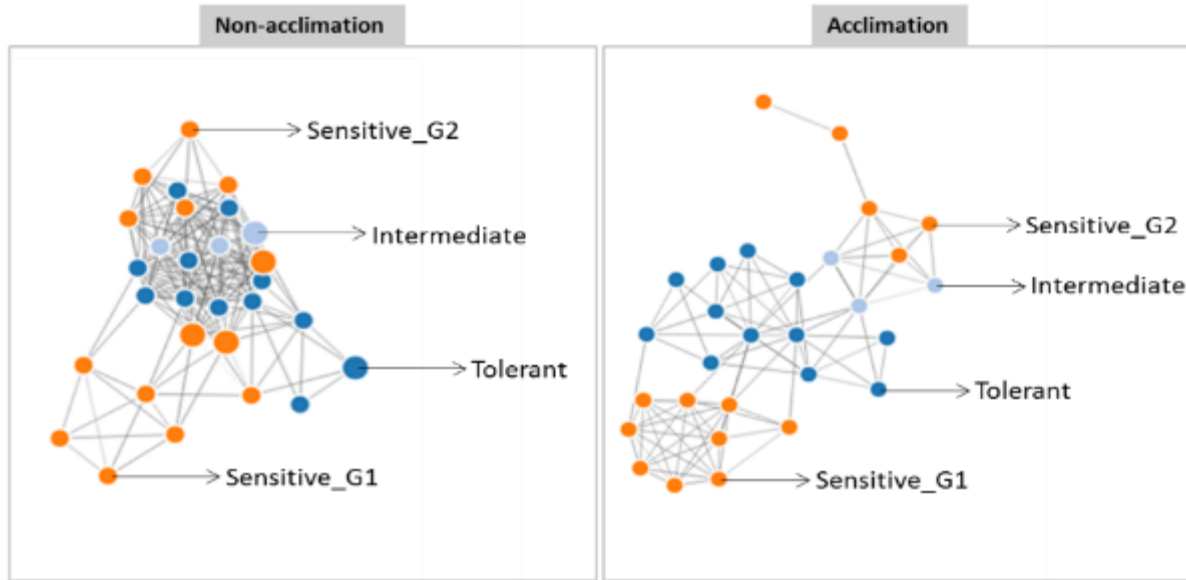 Non-acclimation
Sensitive_G2
Intermediate
Tolerant
Sensitive_G1
Acclimation
Sensitive_G2
Intermediate
Tolerant
Sensitive_G1